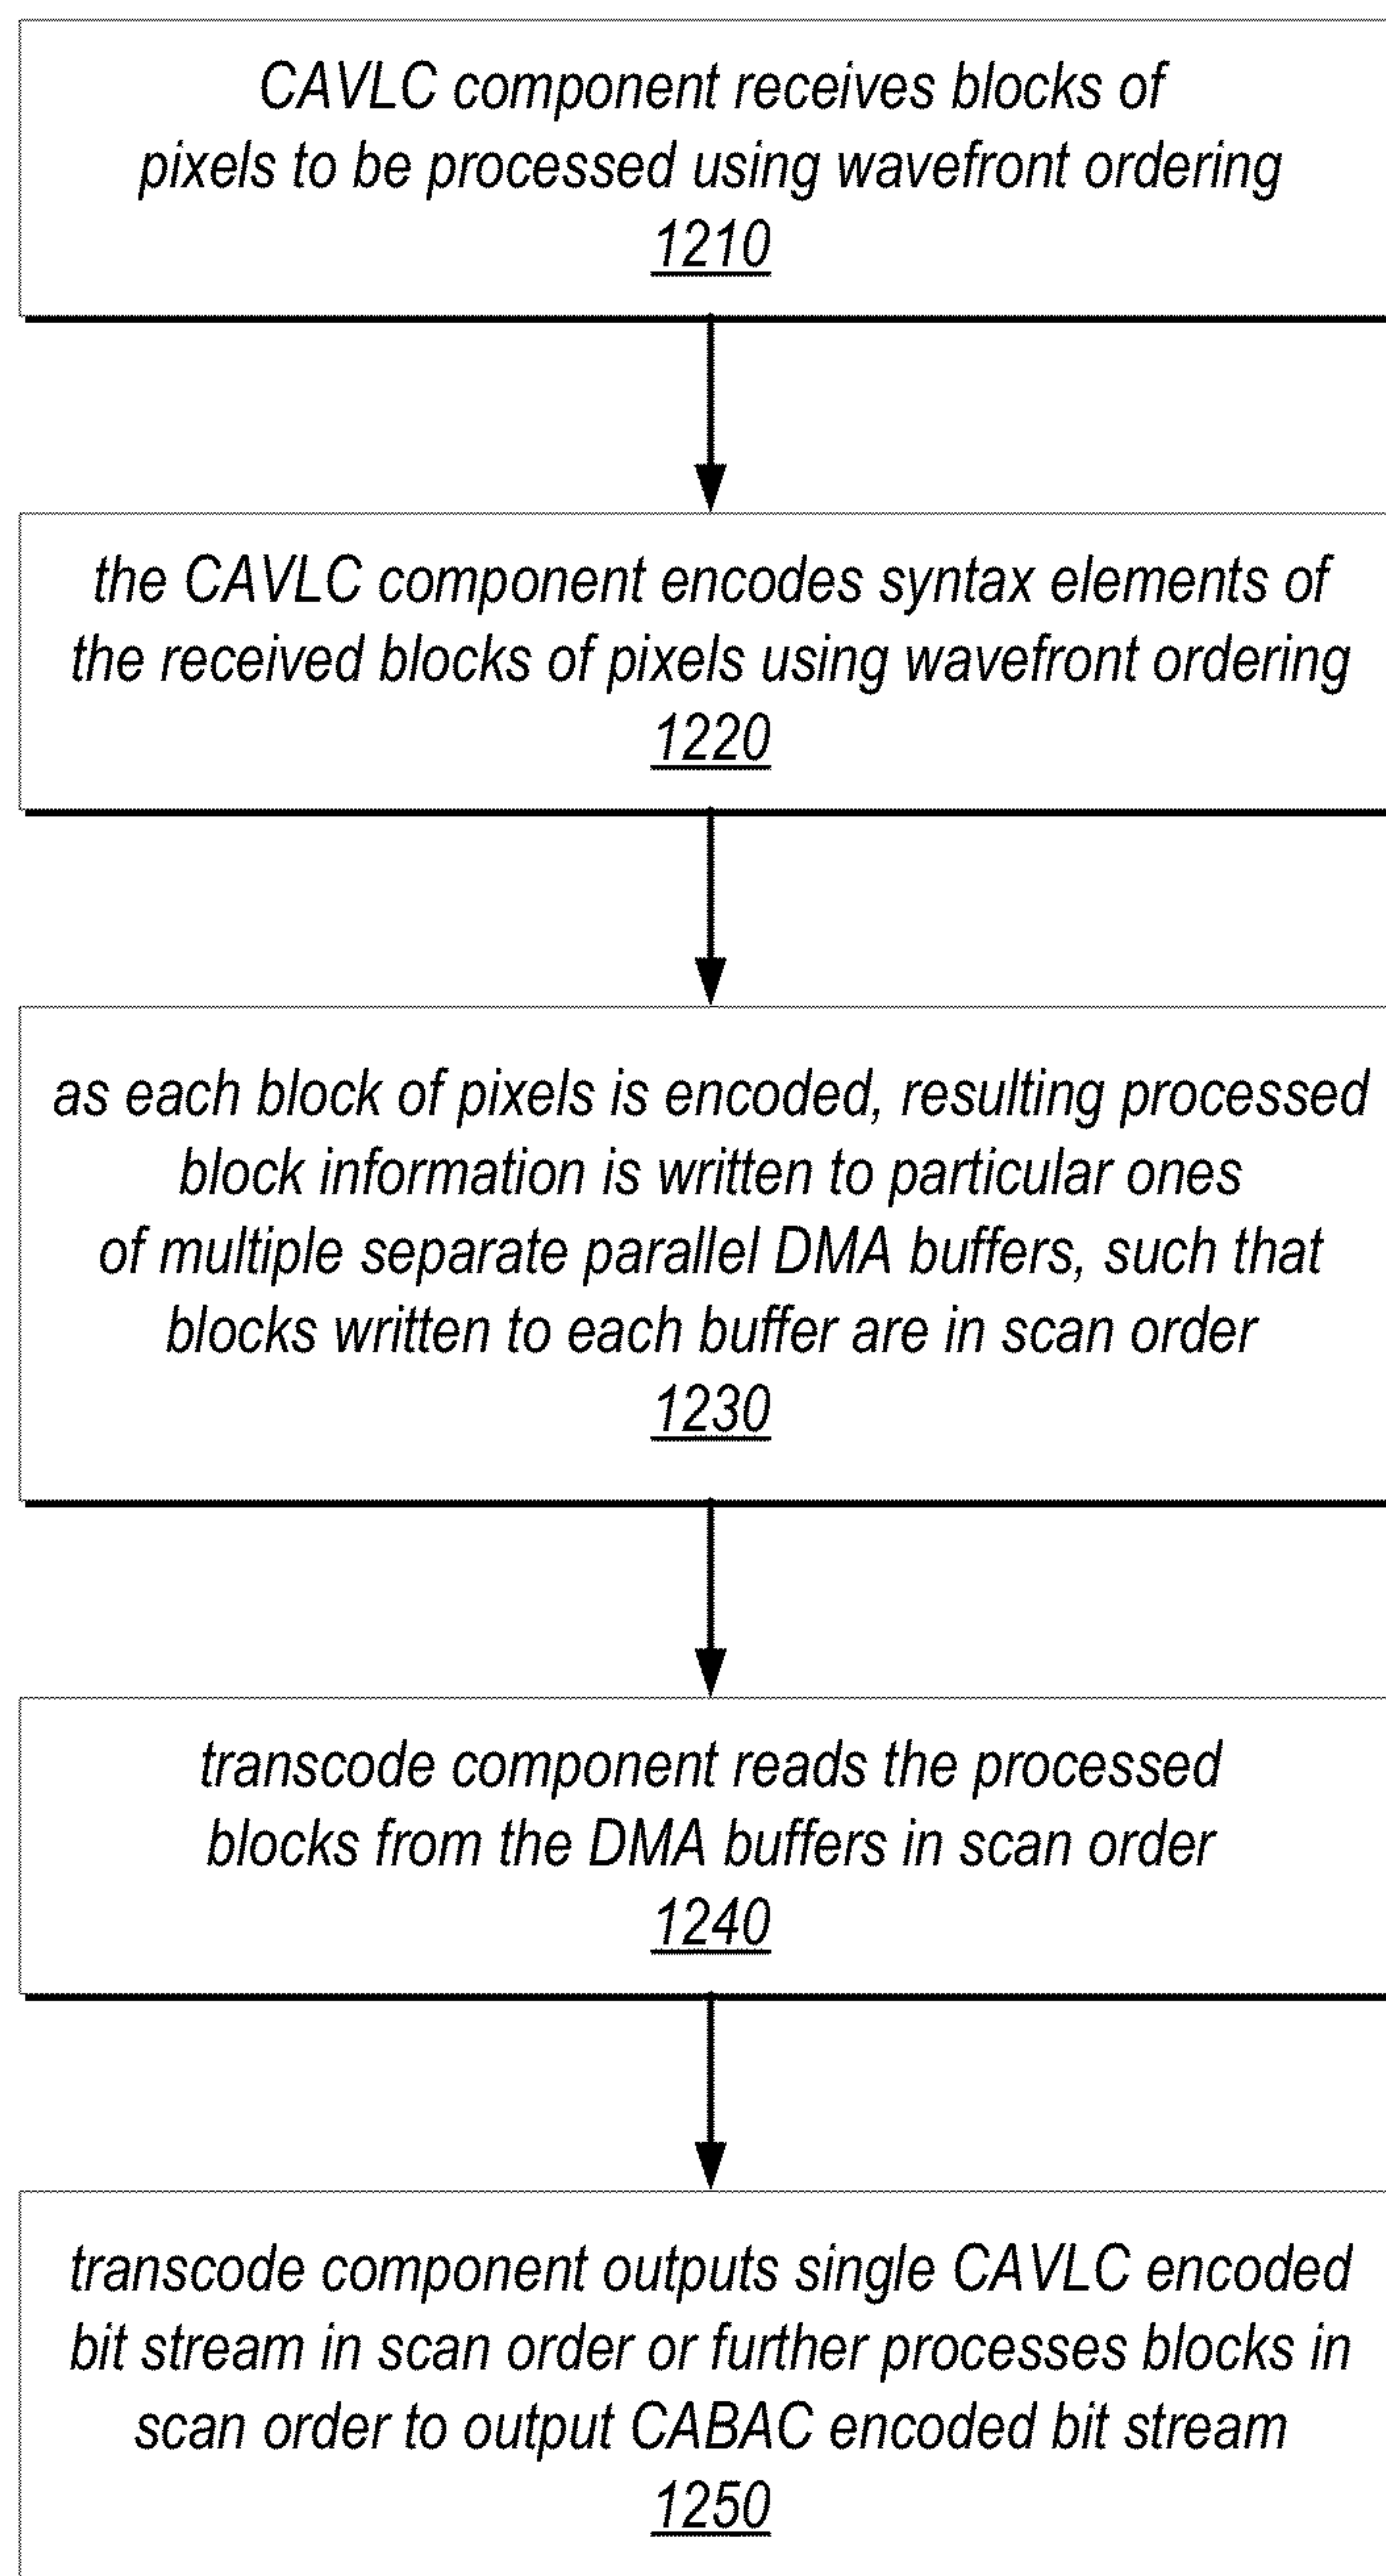 CAVLC component receives blocks of
pixels to be processed using wavefront ordering
1210
the CAVLC component encodes syntax elements of
the received blocks of pixels using wavefront ordering
1220
as each block of pixels is encoded, resulting processed
block information is written to particular ones
of multiple separate parallel DMA buffers, such that
blocks written to each buffer are in scan order
1230
transcode component reads the processed
blocks from the DMA buffers in scan order
1240
transcode component outputs single CAVLC encoded
bit stream in scan order or further processes blocks in
scan order to output CABAC encoded bit stream
1250